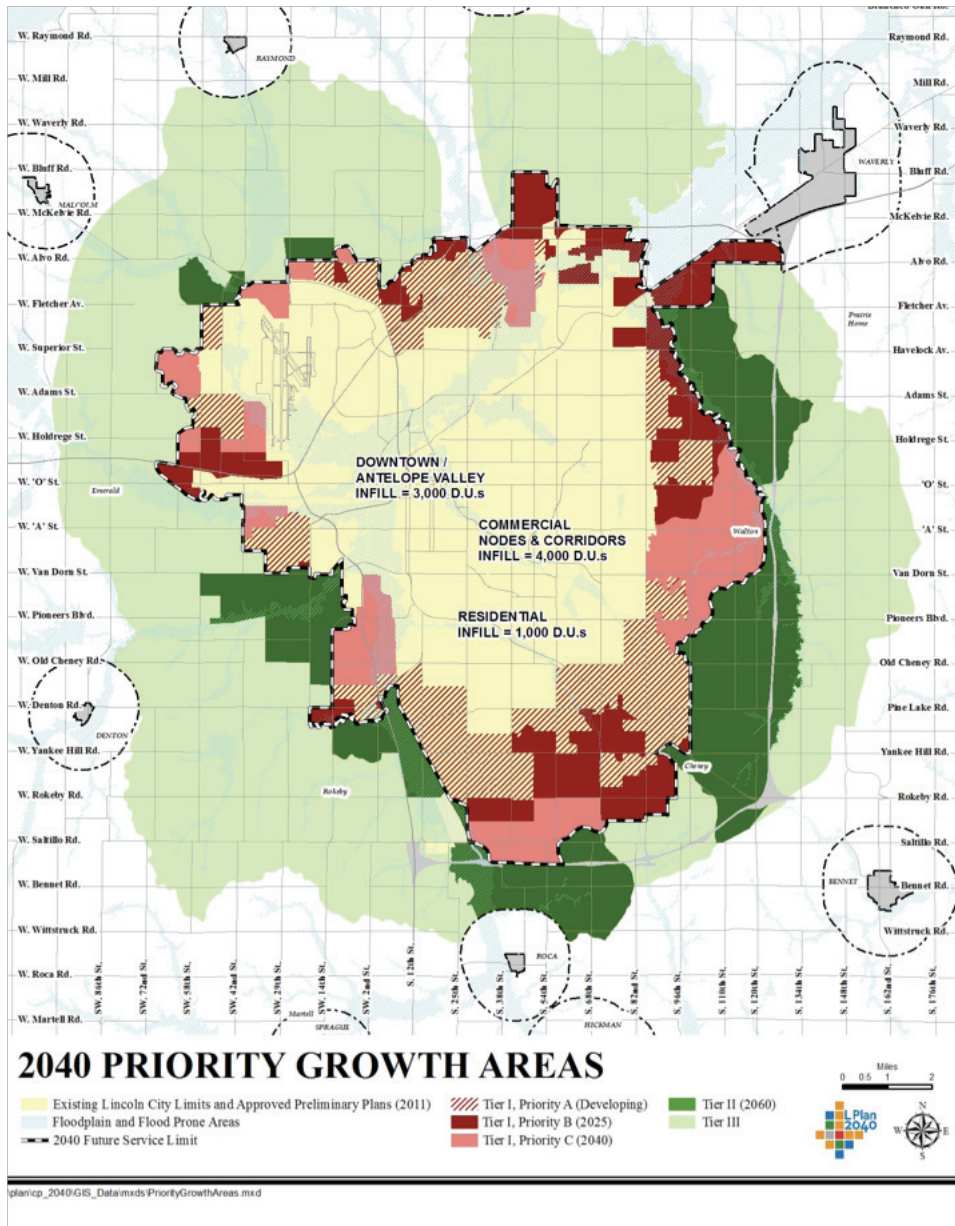 W. Raymond Rd.
W. Mill Rd.
W. Waverly Rd.
W. Bluff Rd.
W. McKelvie Rd.
W. Alvo Rd.
W. Fletcher Av.
W. Superior St.
W. Adams St.
W. Holdrege St.
W. 'O' St.
W. 'A' St.
W. Van Dorn St.
W. Pioneers Blvd.
W. Old Cheney Rd.
W. Denton Rd.
W. Yankee Hill Rd.
W. Rokeby Rd.
W. Saltillo Rd.
W. Bennet Rd.
W. Wittstruck Rd.
W. Roca Rd.
W. Martell Rd.
RAYMOND
MALCOLM
WAVERLY
Prairie
Home
Emerald
Walton
DENTON
Rokeby
Cheney
BENNET
ROCA
Martell
SPRAGUE
HICKMAN
DOWNTOWN /
ANTELOPE VALLEY
INFILL = 3,000 D.U.s
COMMERCIAL
NODES & CORRIDORS
INFILL = 4,000 D.U.s
RESIDENTIAL
INFILL = 1,000 D.U.s
Raymond Rd.
Mill Rd.
Waverly Rd.
Bluff Rd.
McKelvie Rd.
Alvo Rd.
Fletcher Av.
Havelock Av.
Adams St.
Holdrege St.
'O' St.
'A' St.
Van Dorn St.
Pioneers Blvd.
Old Cheney Rd.
Pine Lake Rd.
Yankee Hill Rd.
Rokeby Rd.
Saltillo Rd.
Bennet Rd.
Wittstruck Rd.
SW. 86th St.
SW. 72nd St.
SW. 58th St.
SW. 42nd St.
SW. 29th St.
SW. 14th St.
SW. 2nd St.
S. 12th St.
S. 25th St.
S. 38th St.
S. 54th St.
S. 68th St.
S. 82nd St.
S. 96th St.
S. 110th St.
S. 120th St.
S. 134th St.
S. 148th St.
S. 162nd St.
S. 176th St.
2040 PRIORITY GROWTH AREAS
Existing Lincoln City Limits and Approved Preliminary Plans (2011)
Floodplain and Flood Prone Areas
2040 Future Service Limit
Tier I, Priority A (Developing)
Tier I, Priority B (2025)
Tier I, Priority C (2040)
Tier II (2060)
Tier III
Miles
0 0.5 1 2
LPlan
2040
N
W E
S
\plan\cp_2040\GIS_Data\mxds\PriorityGrowthAreas.mxd